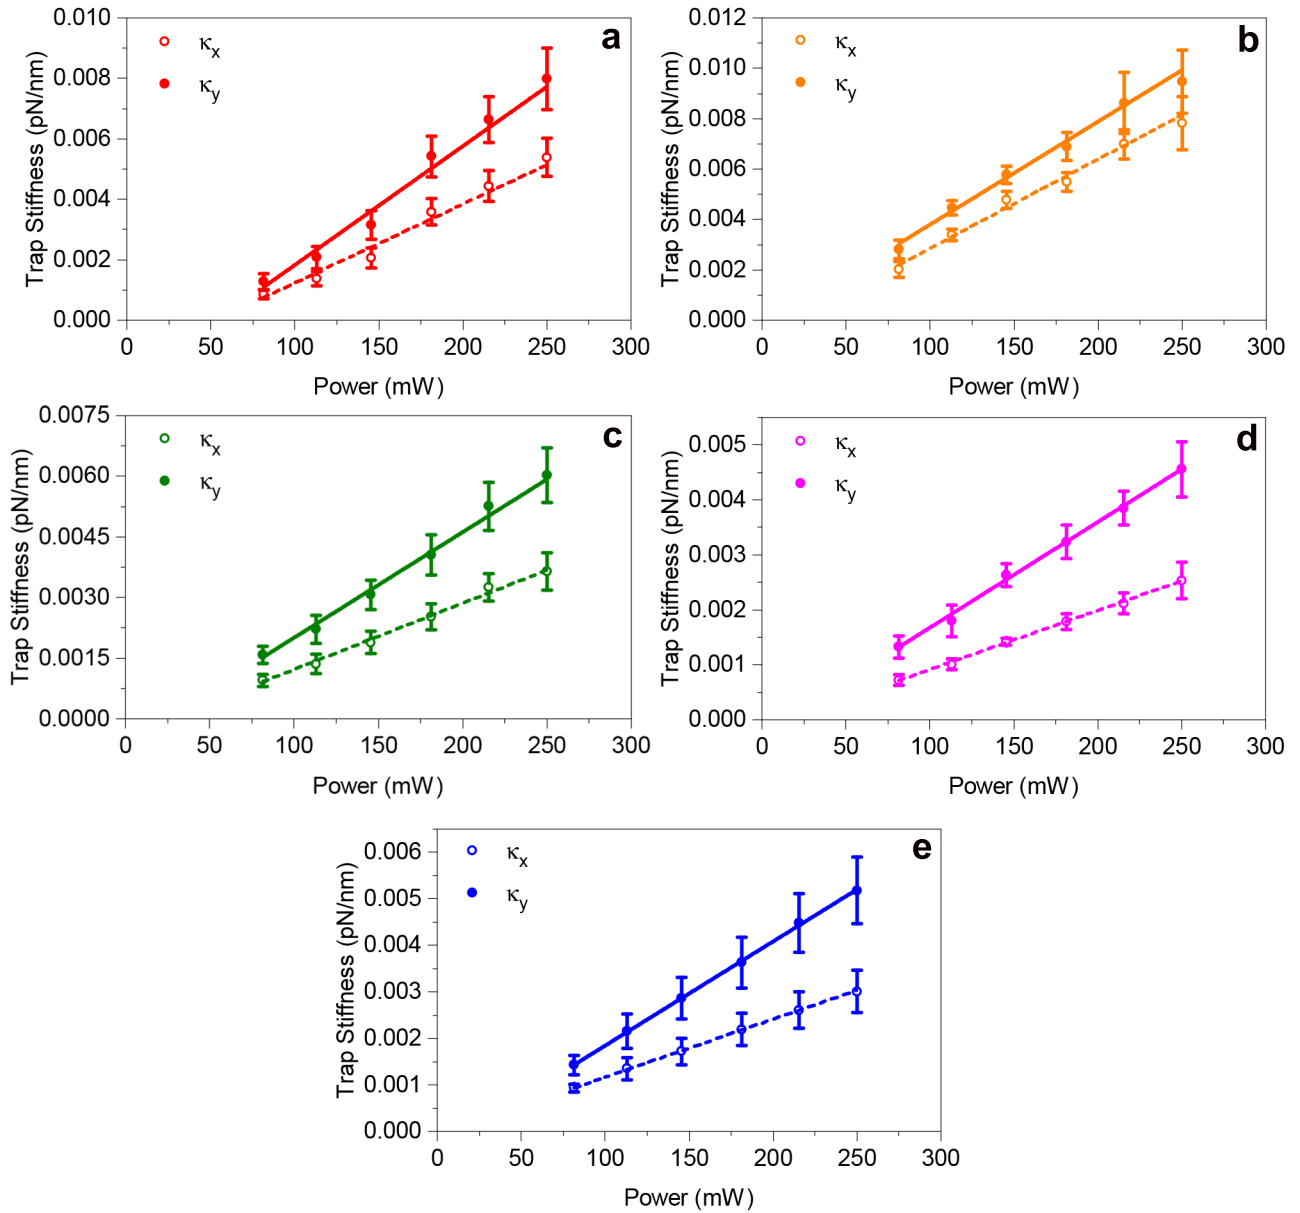 a
κx
κy
Trap Stiffness (pN/nm)
0.010
0.008
0.006
0.004
0.002
0.000
0 50 100 150 200 250 300
Power (mW)
b
κx
κy
Trap Stiffness (pN/nm)
0.012
0.010
0.008
0.006
0.004
0.002
0.000
0 50 100 150 200 250 300
Power (mW)
c
κx
κy
Trap Stiffness (pN/nm)
0.0075
0.0060
0.0045
0.0030
0.0015
0.0000
0 50 100 150 200 250 300
Power (mW)
d
κx
κy
Trap Stiffness (pN/nm)
0.005
0.004
0.003
0.002
0.001
0.000
0 50 100 150 200 250 300
Power (mW)
e
κx
κy
Trap Stiffness (pN/nm)
0.006
0.005
0.004
0.003
0.002
0.001
0.000
0 50 100 150 200 250 300
Power (mW)